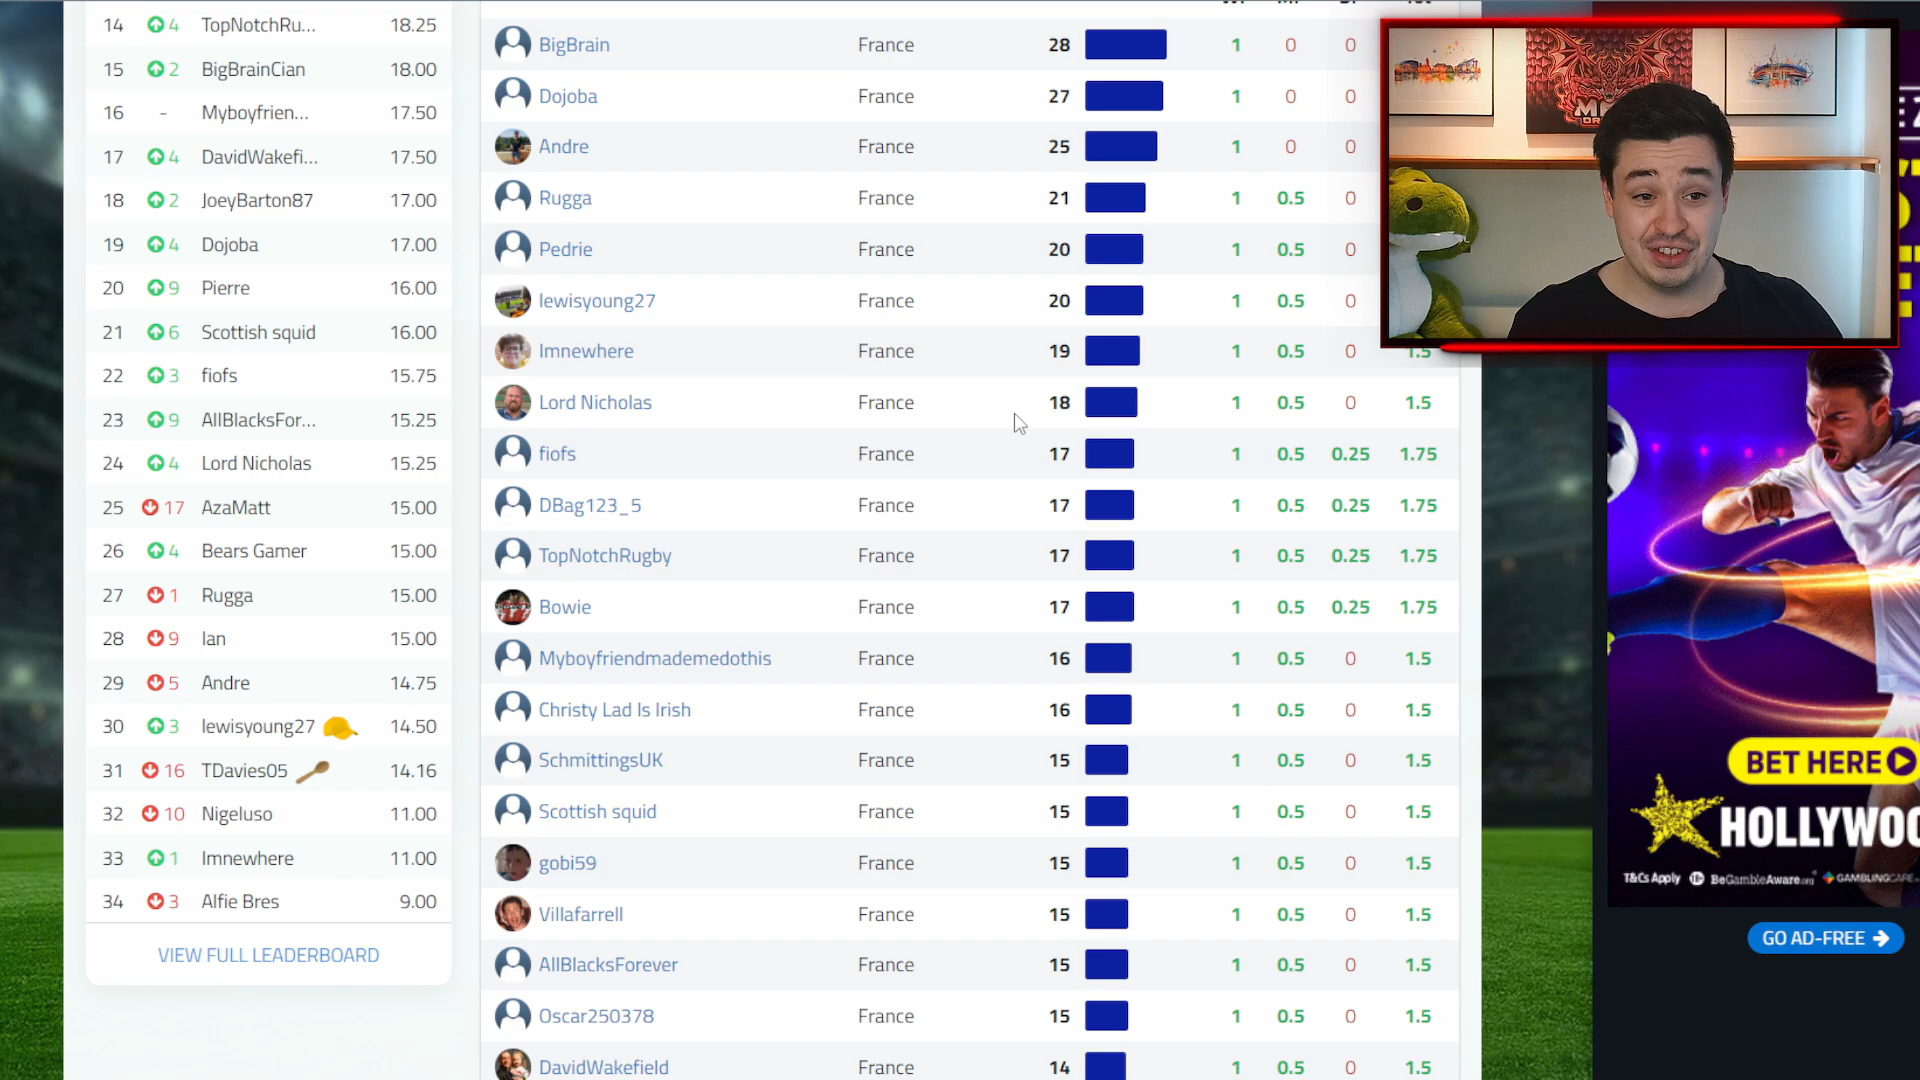 14 4 TopNotchRu... 18.25
15 2 BigBrainCian 18.00
16 - Myboyfrien... 17.50
17 4 DavidWakefi... 17.50
18 2 JoeyBarton87 17.00
19 4 Dojoba 17.00
20 9 Pierre 16.00
21 6 Scottish squid 16.00
22 3 fiofs 15.75
23 9 AllBlacksFor... 15.25
24 4 Lord Nicholas 15.25
25 17 AzaMatt 15.00
26 4 Bears Gamer 15.00
27 1 Rugga 15.00
28 9 Ian 15.00
29 5 Andre 14.75
30 3 lewisyoung27 14.50
31 16 TDavies05 14.16
32 10 Nigeluso 11.00
33 1 Imnewhere 11.00
34 3 Alfie Bres 9.00
VIEW FULL LEADERBOARD
BigBrain France 28 1 0 0
Dojoba France 27 1 0 0
Andre France 25 1 0 0
Rugga France 21 1 0.5 0
Pedrie France 20 1 0.5 0
lewisyoung27 France 20 1 0.5 0
Imnewhere France 19 1 0.5 0 1.5
Lord Nicholas France 18 1 0.5 0 1.5
fiofs France 17 1 0.5 0.25 1.75
DBag123_5 France 17 1 0.5 0.25 1.75
TopNotchRugby France 17 1 0.5 0.25 1.75
Bowie France 17 1 0.5 0.25 1.75
Myboyfriendmademedothis France 16 1 0.5 0 1.5
Christy Lad Is Irish France 16 1 0.5 0 1.5
SchmittingsUK France 15 1 0.5 0 1.5
Scottish squid France 15 1 0.5 0 1.5
gobi59 France 15 1 0.5 0 1.5
Villafarrell France 15 1 0.5 0 1.5
AllBlacksForever France 15 1 0.5 0 1.5
Oscar250378 France 15 1 0.5 0 1.5
DavidWakefield France 14 1 0.5 0 1.5
BET HERE
HOLLYWOO
T&Cs Apply BeGambleAware.org GAMBLINGCARE
GO AD-FREE